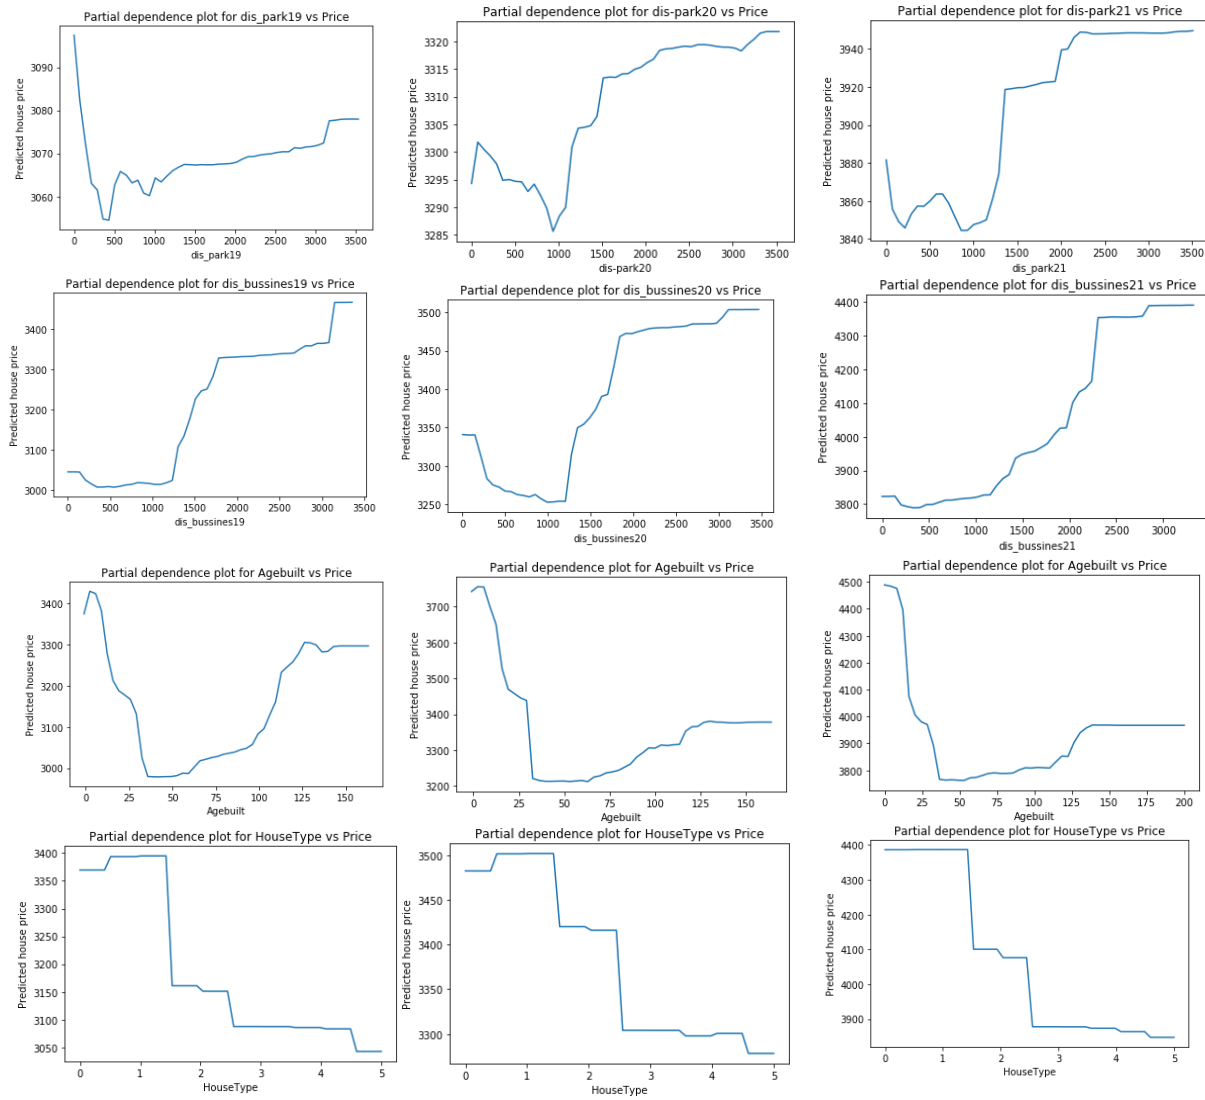 Partial dependence plot for dis_park19 vs Price
Predicted house price
3090
3080
3070
3060
0 500 1000 1500 2000 2500 3000 3500
dis_park19
Partial dependence plot for dis-park20 vs Price
Predicted house price
3320
3315
3310
3305
3300
3295
3290
3285
0 500 1000 1500 2000 2500 3000 3500
dis-park20
Partial dependence plot for dis-park21 vs Price
Predicted house price
3940
3920
3900
3880
3860
3840
0 500 1000 1500 2000 2500 3000 3500
dis_park21
Partial dependence plot for dis_bussines19 vs Price
Predicted house price
3400
3300
3200
3100
3000
0 500 1000 1500 2000 2500 3000 3500
dis_bussines19
Partial dependence plot for dis_bussines20 vs Price
Predicted house price
3500
3450
3400
3350
3300
3250
0 500 1000 1500 2000 2500 3000 3500
dis_bussines20
Partial dependence plot for dis_bussines21 vs Price
Predicted house price
4400
4300
4200
4100
4000
3900
3800
0 500 1000 1500 2000 2500 3000
dis_bussines21
Partial dependence plot for Agebuilt vs Price
Predicted house price
3400
3300
3200
3100
3000
0 25 50 75 100 125 150
Agebuilt
Partial dependence plot for Agebuilt vs Price
Predicted house price
3700
3600
3500
3400
3300
3200
0 25 50 75 100 125 150
Agebuilt
Partial dependence plot for Agebuilt vs Price
Predicted house price
4500
4400
4300
4200
4100
4000
3900
3800
0 25 50 75 100 125 150 175 200
Agebuilt
Partial dependence plot for HouseType vs Price
Predicted house price
3400
3350
3300
3250
3200
3150
3100
3050
0 1 2 3 4 5
HouseType
Partial dependence plot for HouseType vs Price
Predicted house price
3500
3450
3400
3350
3300
0 1 2 3 4 5
HouseType
Partial dependence plot for HouseType vs Price
Predicted house price
4400
4300
4200
4100
4000
3900
0 1 2 3 4 5
HouseType